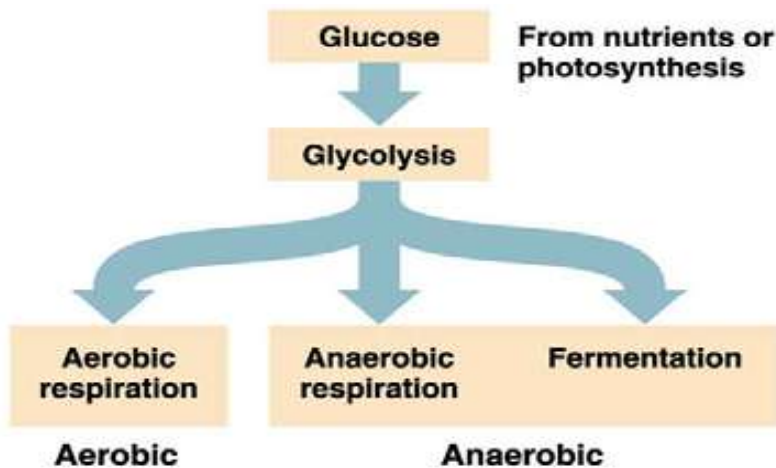 Glucose
From nutrients or
photosynthesis
Glycolysis
Aerobic
respiration
Anaerobic
respiration
Fermentation
Aerobic
Anaerobic